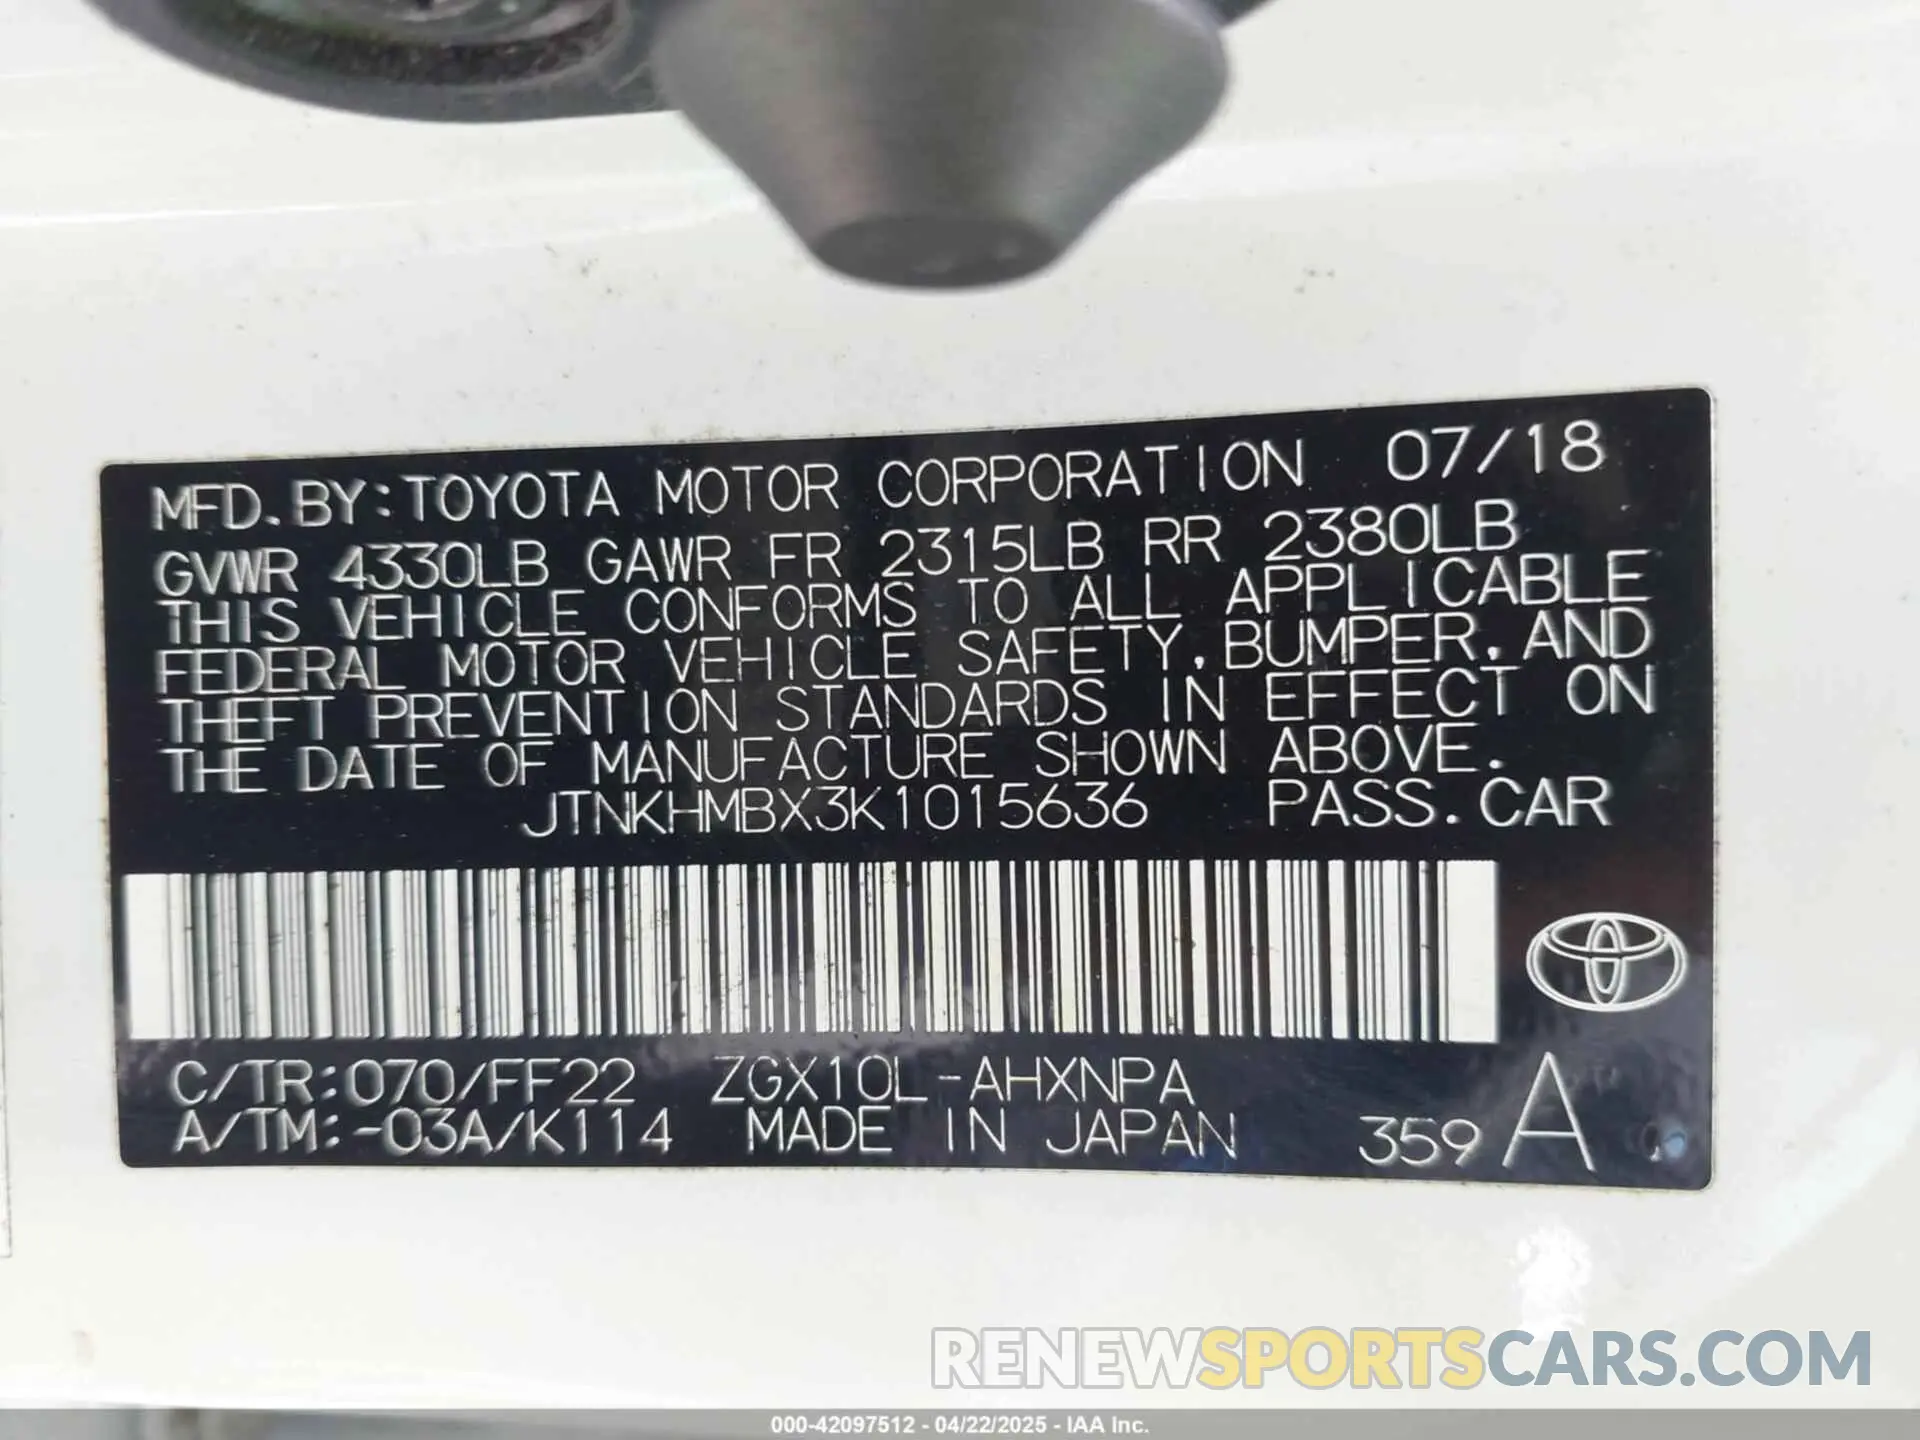 MFD. BY: TOYOTA MOTOR CORPORATION 07/18
GVWR 4330LB GAWR FR 2315LB RR 2380LB
THIS VEHICLE CONFORMS TO ALL APPLICABLE
FEDERAL MOTOR VEHICLE SAFETY, BUMPER, AND
THEFT PREVENTION STANDARDS IN EFFECT ON
THE DATE OF MANUFACTURE SHOWN ABOVE.
JTNKHMBX3K1015636 PASS. CAR
C/TR:070/FF22 ZGX10L-AHXNPA
A/TM:-03A/K114 MADE IN JAPAN 359 A
RENEWSPORTSCARS.COM
000-42097512 - 04/22/2025 - IAA Inc.